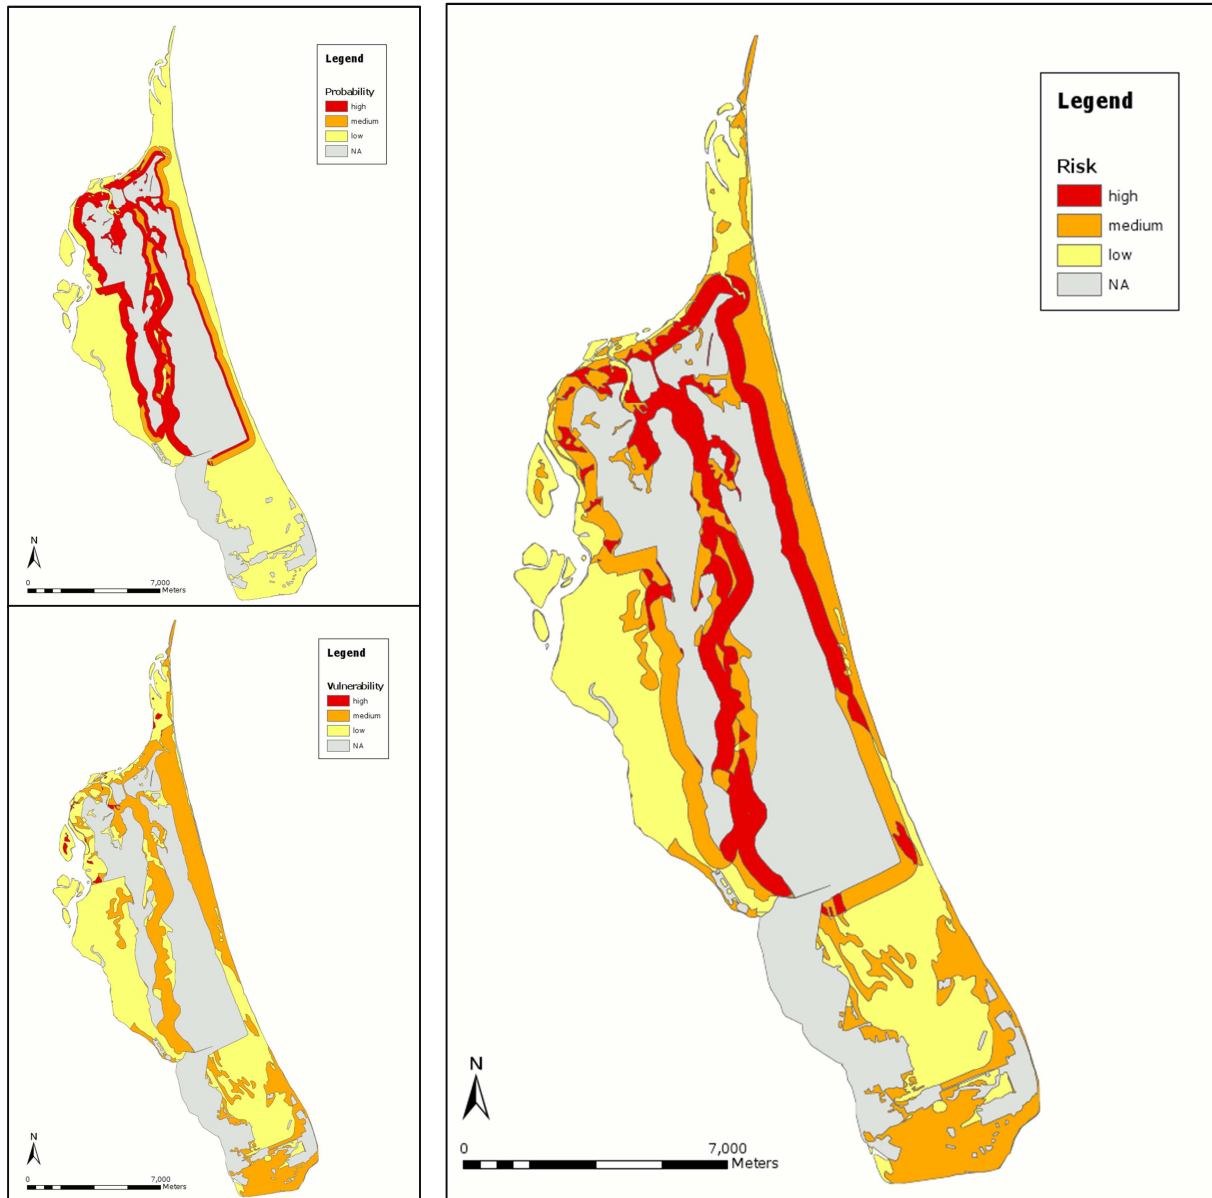 Legend
Probability
high
medium
low
NA
N
0 7,000
Meters
Legend
Vulnerability
high
medium
low
NA
N
0 7,000
Meters
Legend
Risk
high
medium
low
NA
N
0 7,000
Meters